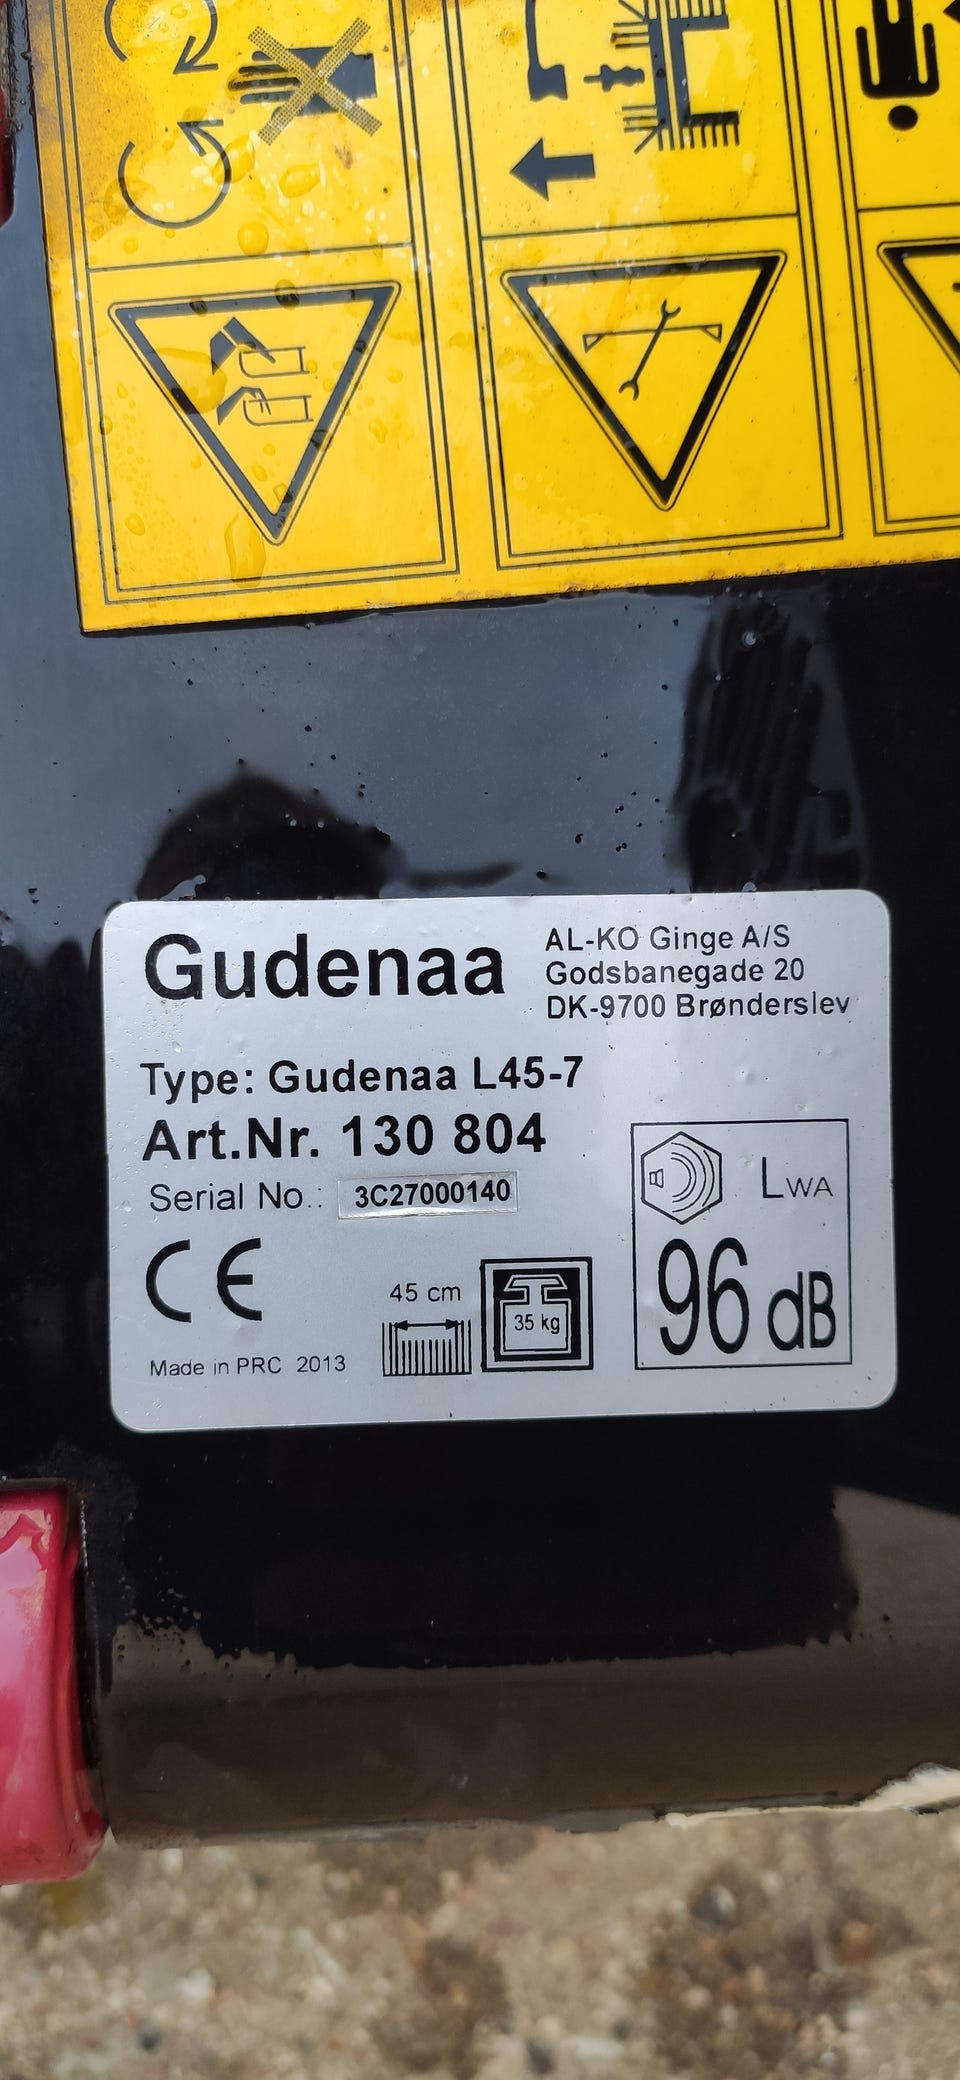 Gudenaa
AL-KO Ginge A/S
Godsbanegade 20
DK-9700 Brønderslev
Type: Gudenaa L45-7
Art.Nr. 130 804
Serial No.: 3C27000140
CE
45 cm
35 kg
LWA
96 dB
Made in PRC 2013